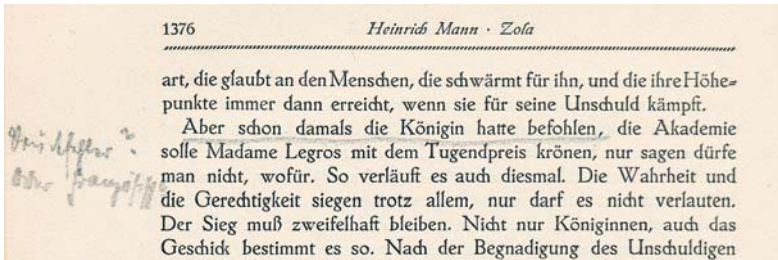 1376 Heinrich Mann · Zola
art, die glaubt an den Menschen, die schwärmt für ihn, und die ihre Höhe=
punkte immer dann erreicht, wenn sie für seine Unschuld kämpft.
Aber schon damals die Königin hatte befohlen, die Akademie
Druckfehler?
solle Madame Legros mit dem Tugendpreis krönen, nur sagen dürfe
oder französisch
man nicht, wofür. So verläuft es auch diesmal. Die Wahrheit und
die Gerechtigkeit siegen trotz allem, nur darf es nicht verlauten.
Der Sieg muß zweifelhaft bleiben. Nicht nur Königinnen, auch das
Geschick bestimmt es so. Nach der Begnadigung des Unschuldigen